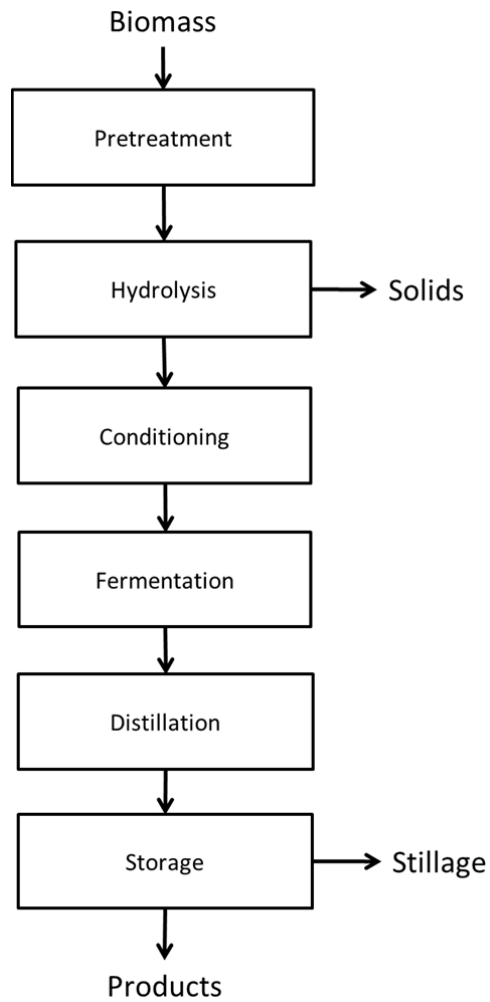 Biomass
Pretreatment
Hydrolysis
Solids
Conditioning
Fermentation
Distillation
Storage
Stillage
Products